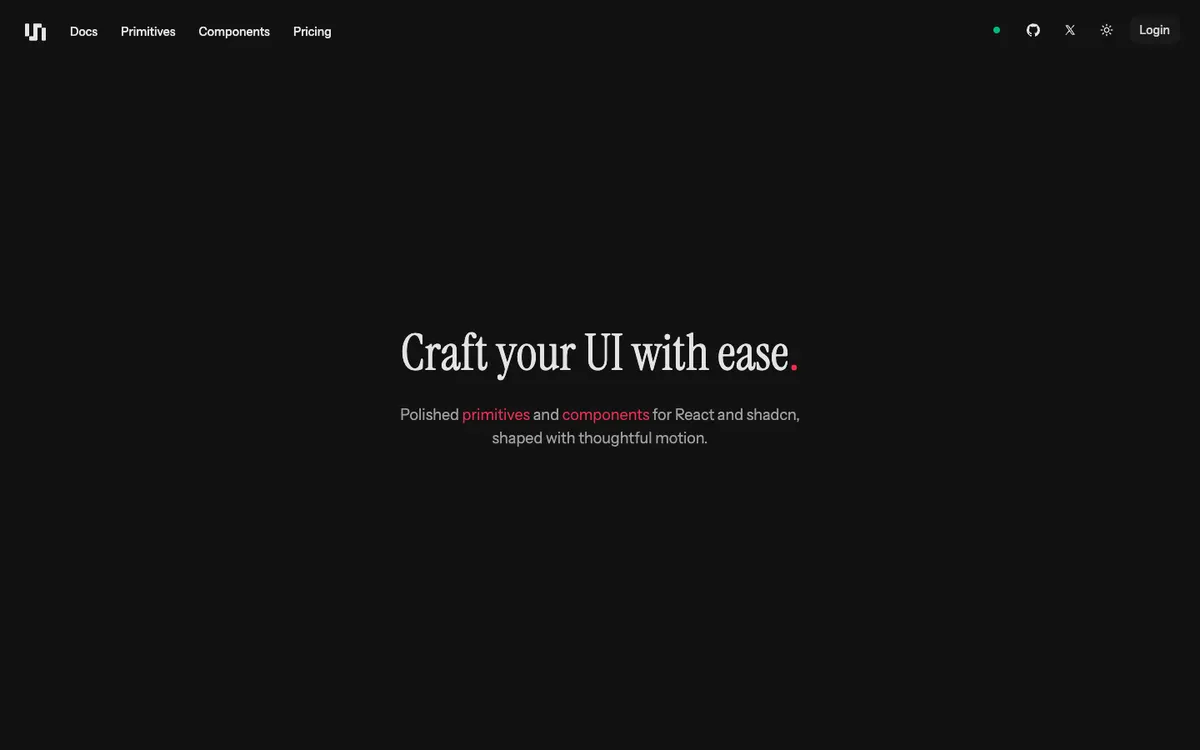 Docs
Primitives
Components
Pricing
Login
Craft your UI with ease.
Polished primitives and components for React and shadcn,
shaped with thoughtful motion.